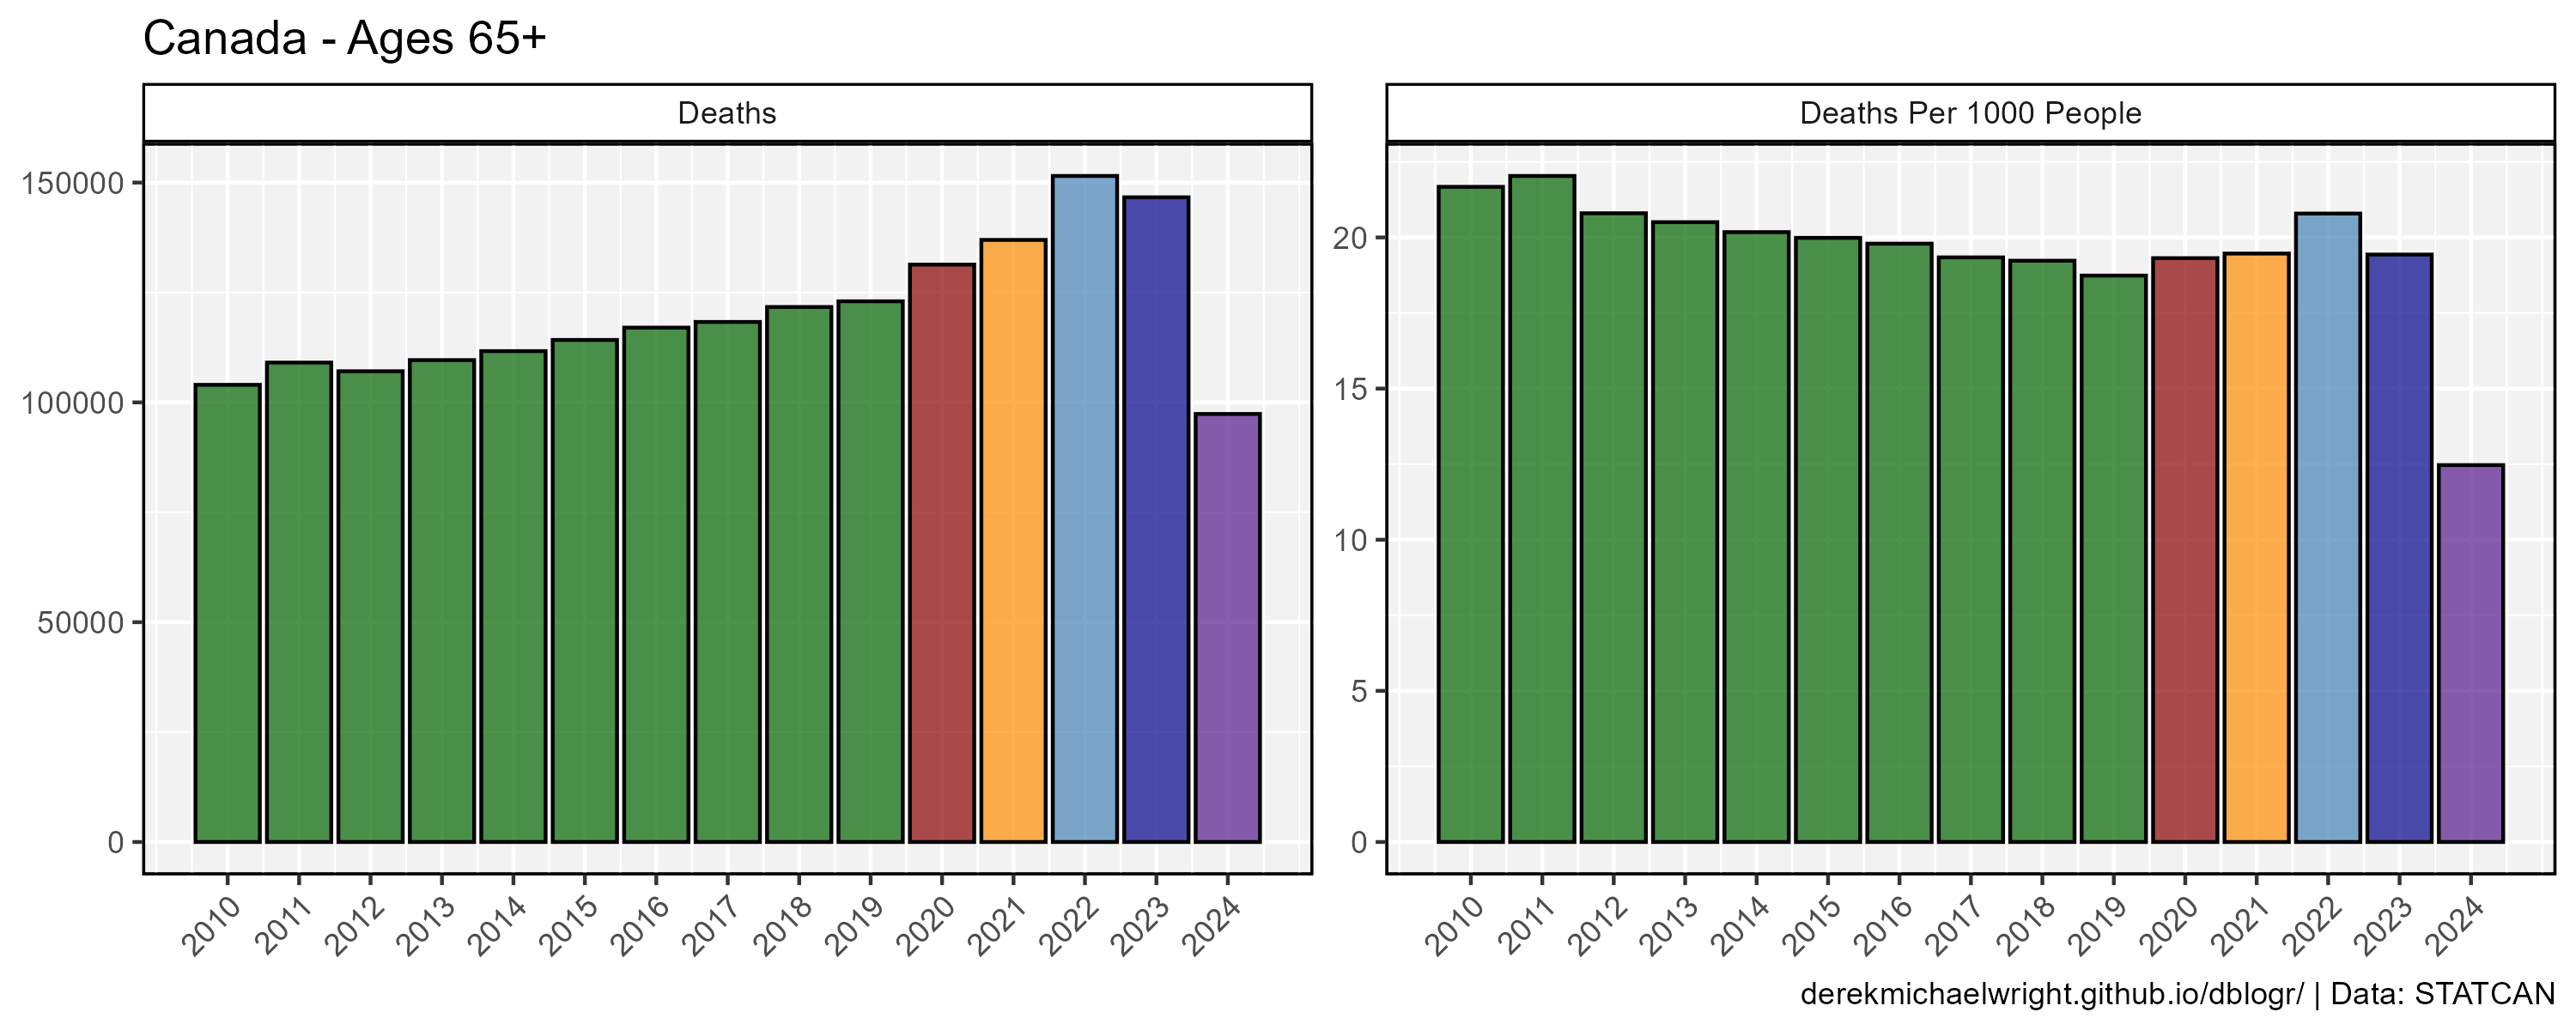 Canada - Ages 65+
Deaths
150000
100000
50000
0
2010 2011 2012 2013 2014 2015 2016 2017 2018 2019 2020 2021 2022 2023 2024
Deaths Per 1000 People
20
15
10
5
0
2010 2011 2012 2013 2014 2015 2016 2017 2018 2019 2020 2021 2022 2023 2024
derekmichaelwright.github.io/dblogr/ | Data: STATCAN